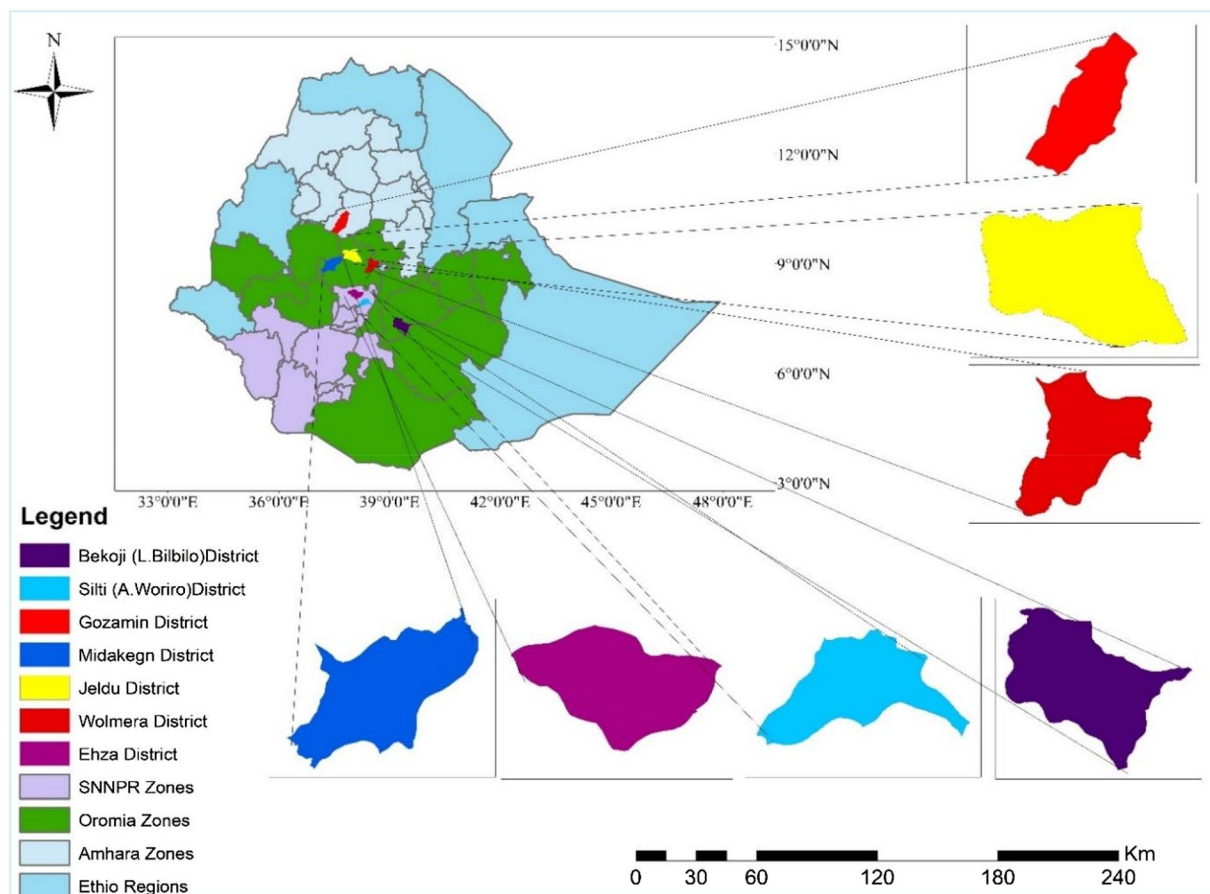 N
15°0'0"N
12°0'0"N
9°0'0"N
6°0'0"N
3°0'0"N
33°0'0"E 36°0'0"E 39°0'0"E 42°0'0"E 45°0'0"E 48°0'0"E
Legend
Bekoji (L.Bilbilo)District
Silti (A.Woriro)District
Gozamin District
Midakegn District
Jeldu District
Wolmera District
Ehza District
SNNPR Zones
Oromia Zones
Amhara Zones
Ethio Regions
Km
0 30 60 120 180 240